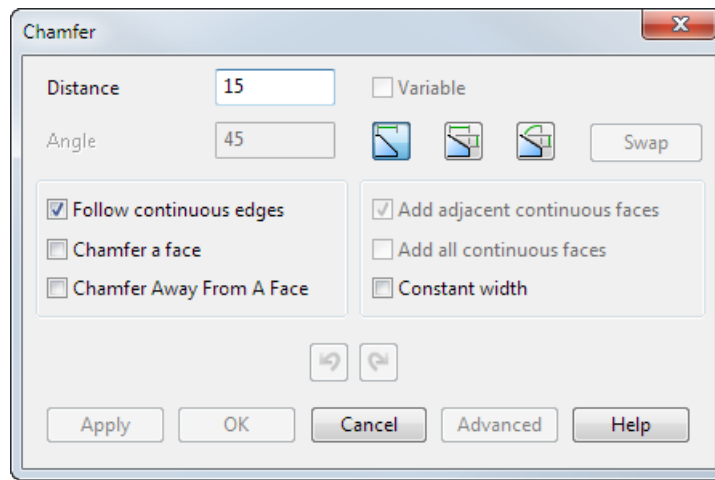 Chamfer
Distance 15 Variable
Angle 45 Swap
Follow continuous edges Add adjacent continuous faces
Chamfer a face Add all continuous faces
Chamfer Away From A Face Constant width
Apply OK Cancel Advanced Help